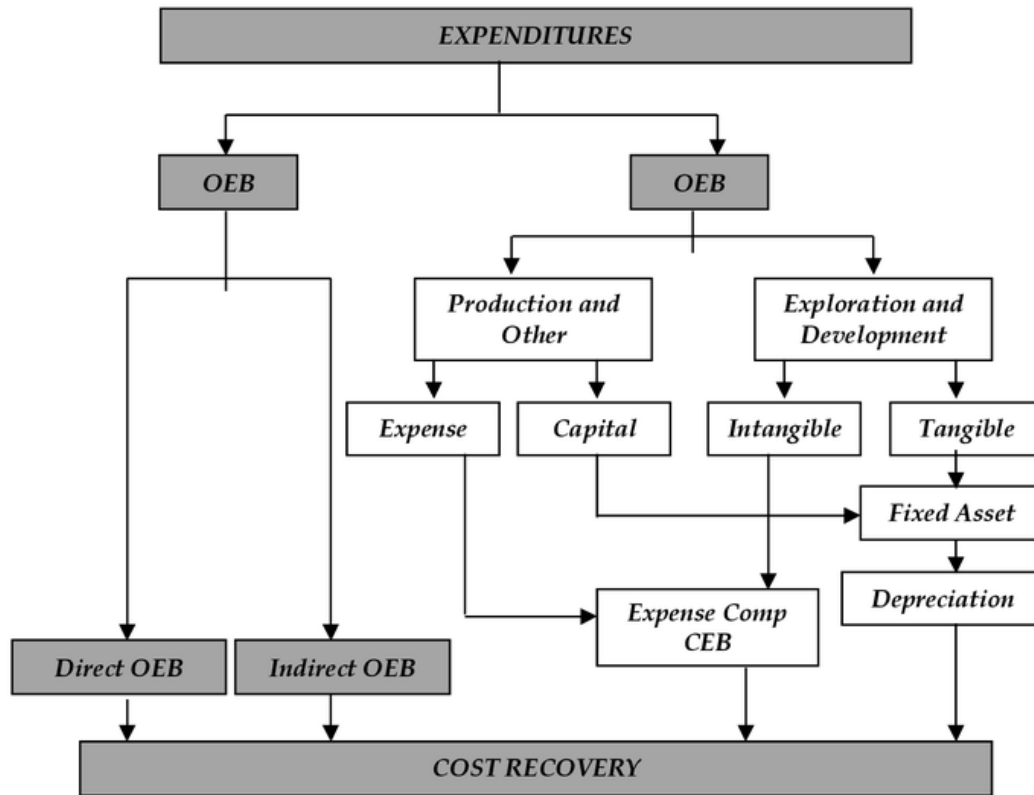 EXPENDITURES
OEB
OEB
Production and
Other
Exploration and
Development
Expense
Capital
Intangible
Tangible
Fixed Asset
Depreciation
Expense Comp
CEB
Direct OEB
Indirect OEB
COST RECOVERY